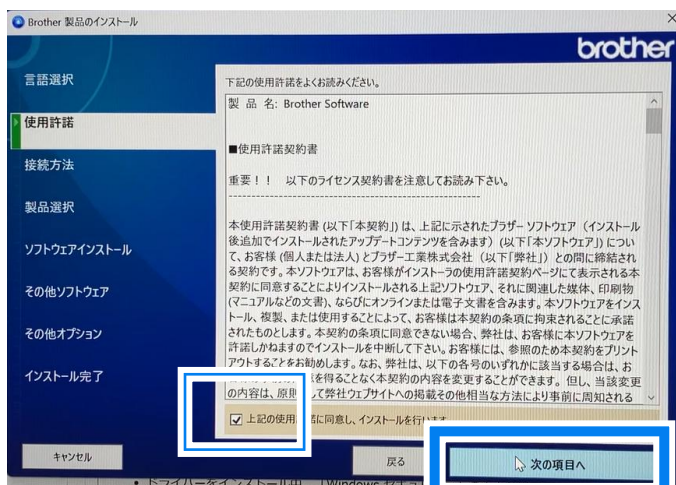 Brother 製品のインストール
brother
言語選択
使用許諾
接続方法
製品選択
ソフトウェアインストール
その他ソフトウェア
その他オプション
インストール完了
下記の使用許諾をよくお読みください。
製 品 名: Brother Software
■使用許諾契約書
重要！！ 以下のライセンス契約書を注意してお読み下さい。
------------------------------------------------------------
本使用許諾契約書 (以下「本契約」) は、上記に示されたブラザー ソフトウェア（インストール
後追加でインストールされたアップデートコンテンツを含みます）(以下「本ソフトウェア」) につい
て、お客様 (個人または法人) とブラザー工業株式会社 （以下「弊社」） との間に締結され
る契約です。本ソフトウェアは、お客様がインストーラの使用許諾契約ページにて表示される本
契約に同意することによりインストールされる上記ソフトウェア、それに関連した媒体、印刷物
(マニュアルなどの文書)、ならびにオンラインまたは電子文書を含みます。本ソフトウェアをインス
トール、複製、または使用することによって、お客様は本契約の条項に拘束されることに承諾
されたものとします。本契約の条項に同意できない場合、弊社は、お客様に本ソフトウェアを
許諾しかねますのでインストールを中断して下さい。お客様には、参照のため本契約をプリント
アウトすることをお勧めします。なお、弊社は、以下の各号のいずれかに該当する場合は、お
を得ることなく本契約の内容を変更することができます。 但し、当該変更
の内容は、原則 して弊社ウェブサイトへの掲載その他相当な方法により事前に周知される
上記の使用 諾に同意し、インストールを行います
キャンセル
戻る
次の項目へ